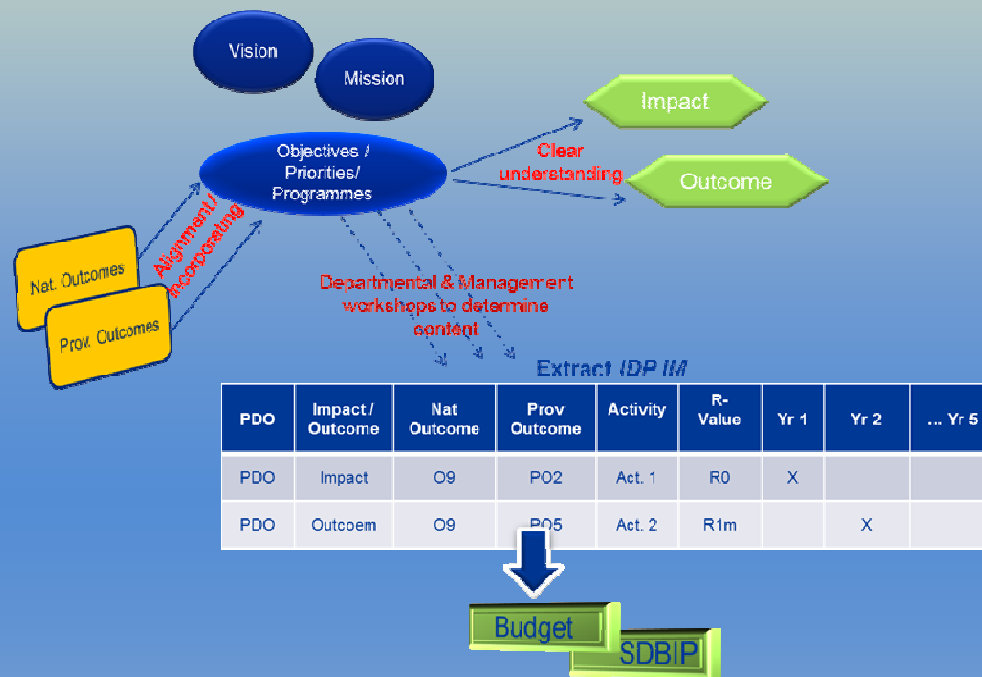 Vision
Mission
Objectives /
Priorities/
Programmes
Impact
Outcome
Clear
understanding
Alignment/
Incorporating
Nat. Outcomes
Prov. Outcomes
Departmental & Management
workshops to determine
content
Extract IDP IM
PDO Impact / Outcome Nat Outcome Prov Outcome Activity R-Value Yr 1 Yr 2 ... Yr 5
PDO Impact O9 PO2 Act. 1 R0 X
PDO Outcoem O9 PO5 Act. 2 R1m X
Budget
SDBIP